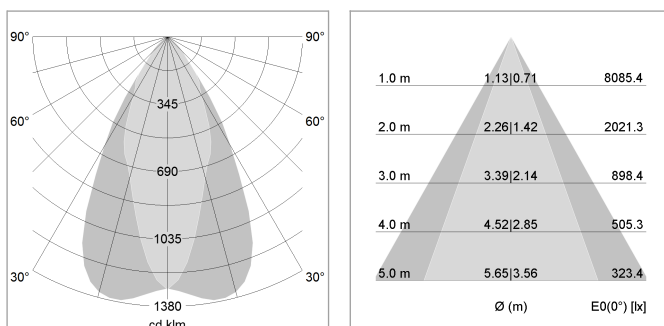 90° 90°
345
60° 60°
690
1035
30° 30°
1380
cd klm
1.0 m 1.13|0.71 8085.4
2.0 m 2.26|1.42 2021.3
3.0 m 3.39|2.14 898.4
4.0 m 4.52|2.85 505.3
5.0 m 5.65|3.56 323.4
Ø (m) E0(0°) [lx]